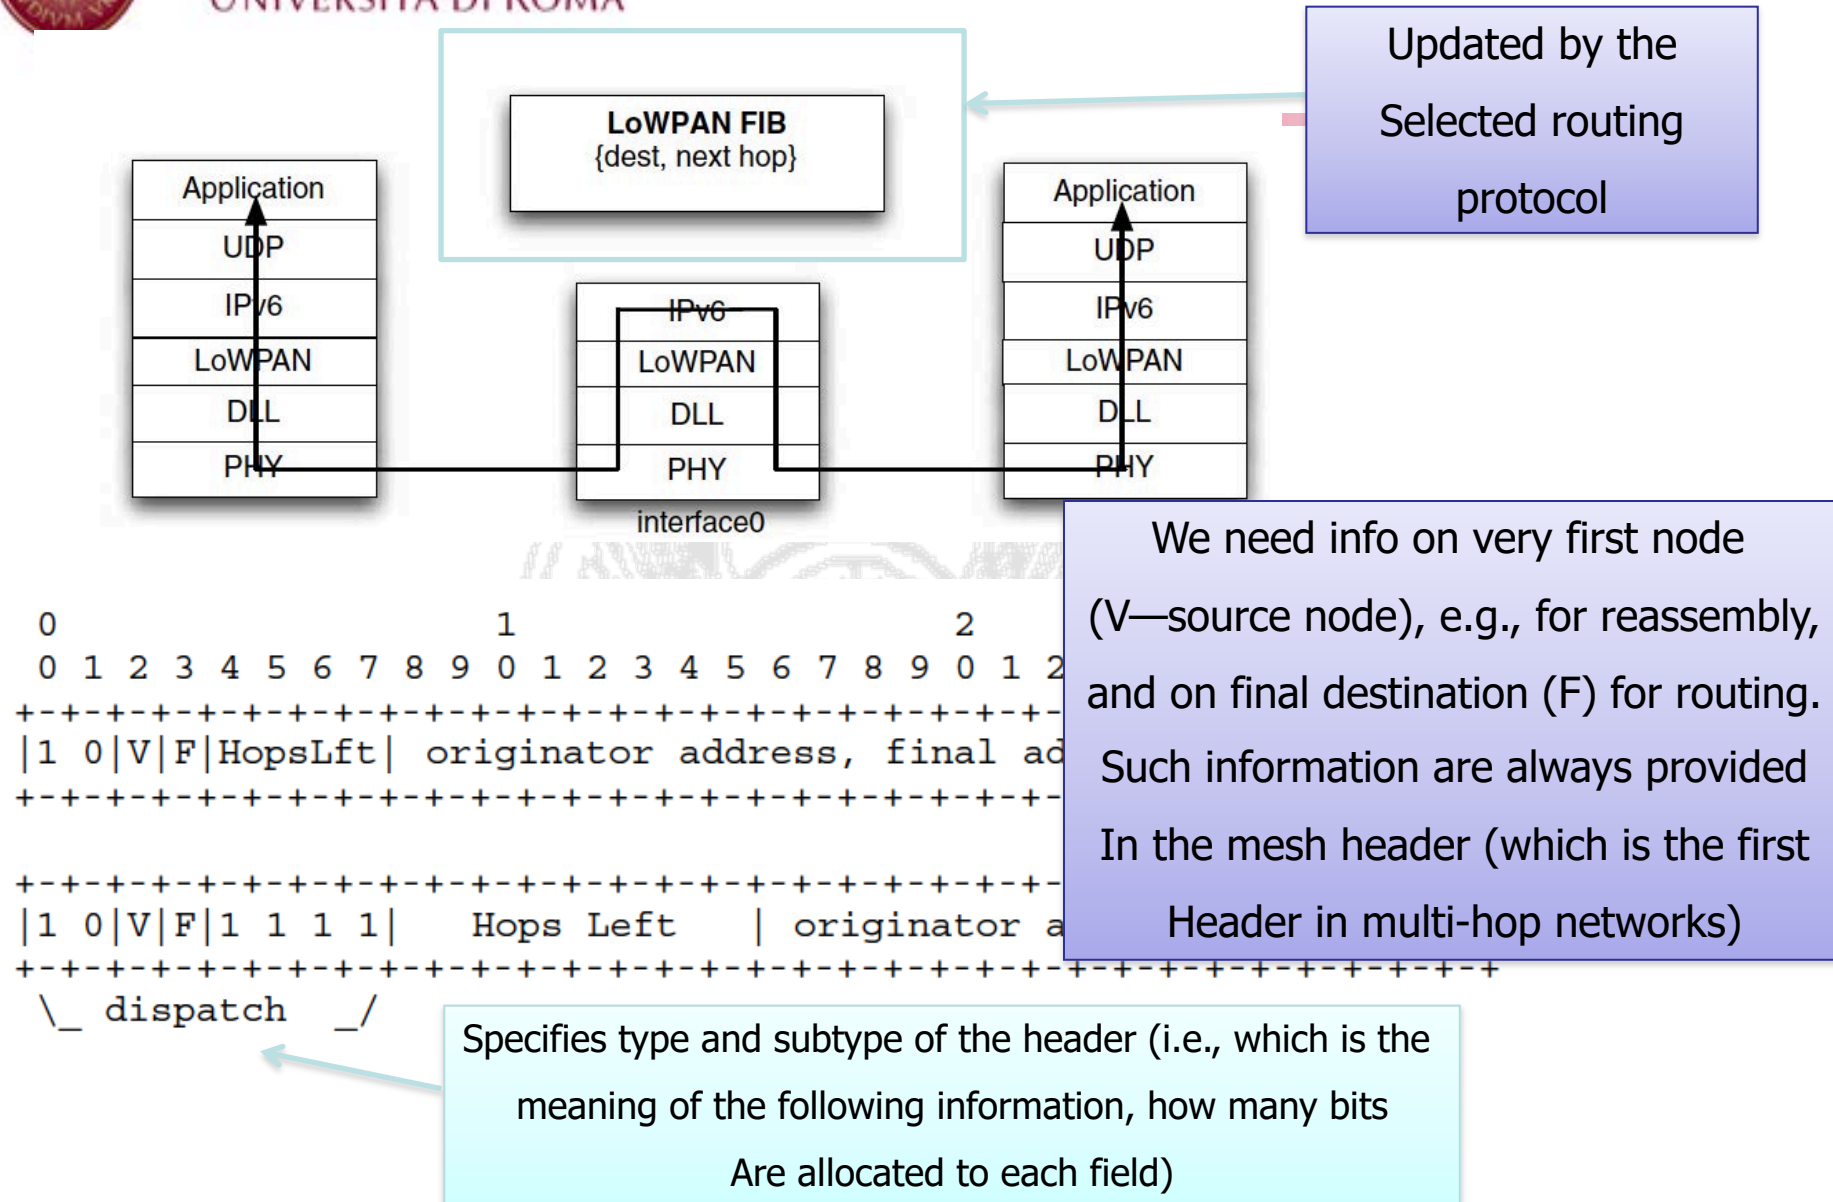 UNIVERSITÀ DI ROMA
Updated by the
Selected routing
protocol
LoWPAN FIB
{dest, next hop}
Application
UDP
IPv6
LoWPAN
DLL
PHY
IPv6
LoWPAN
DLL
PHY
interface0
Application
UDP
IPv6
LoWPAN
DLL
PHY
We need info on very first node
(V—source node), e.g., for reassembly,
and on final destination (F) for routing.
Such information are always provided
In the mesh header (which is the first
Header in multi-hop networks)
0 1 2
0 1 2 3 4 5 6 7 8 9 0 1 2 3 4 5 6 7 8 9 0 1 2
+-+-+-+-+-+-+-+-+-+-+-+-+-+-+-+-+-+-+-+-+-+-+-
|1 0|V|F|HopsLft| originator address, final ad
+-+-+-+-+-+-+-+-+-+-+-+-+-+-+-+-+-+-+-+-+-+-+-
+-+-+-+-+-+-+-+-+-+-+-+-+-+-+-+-+-+-+-+-+-+-+-
|1 0|V|F|1 1 1 1| Hops Left | originator a
+-+-+-+-+-+-+-+-+-+-+-+-+-+-+-+-+-+-+-+-+-+-+-+-+-+-+-+-+-+-+-+-+
\_ dispatch _/
Specifies type and subtype of the header (i.e., which is the
meaning of the following information, how many bits
Are allocated to each field)